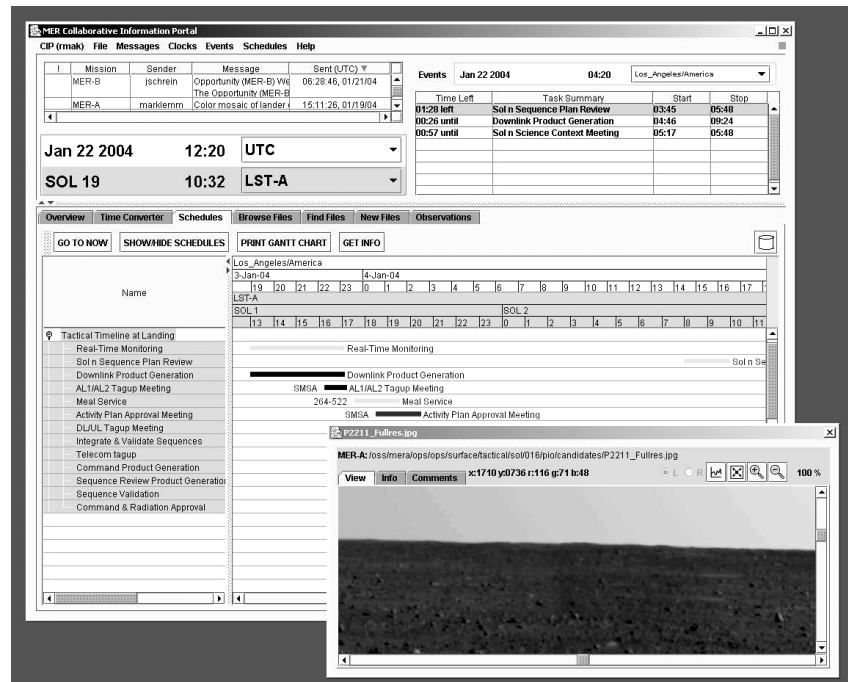 MER Collaborative Information Portal
CIP (rmak) File Messages Clocks Events Schedules Help
! Mission Sender Message Sent (UTC)
MER-B jschrein Opportunity (MER-B) We 06:28:46, 01/21/04
The Opportunity (MER-B
MER-A marklemm Color mosaic of lander 15:11:26, 01/19/04
Jan 22 2004 12:20 UTC
SOL 19 10:32 LST-A
Events Jan 22 2004 04:20 Los_Angeles/America
Time Left Task Summary Start Stop
01:28 left Sol n Sequence Plan Review 03:45 05:48
00:26 until Downlink Product Generation 04:46 09:24
00:57 until Sol n Science Context Meeting 05:17 05:48
Overview Time Converter Schedules Browse Files Find Files New Files Observations
GO TO NOW SHOW/HIDE SCHEDULES PRINT GANTT CHART GET INFO
Name
Los_Angeles/America
3-Jan-04 4-Jan-04
19 20 21 22 23 0 1 2 3 4 5 6 7 8 9 10 11 12 13 14 15 16 17
LST-A
SOL 1 SOL 2
13 14 15 16 17 18 19 20 21 22 23 0 1 2 3 4 5 6 7 8 9 10 11
Tactical Timeline at Landing
Real-Time Monitoring Real-Time Monitoring
Sol n Sequence Plan Review Sol n Se
Downlink Product Generation Downlink Product Generation
AL1/AL2 Tagup Meeting SMSA AL1/AL2 Tagup Meeting
Meal Service 264-522 Meal Service
Activity Plan Approval Meeting SMSA Activity Plan Approval Meeting
DL/UL Tagup Meeting
Integrate & Validate Sequences
Telecom tagup
Command Product Generation
Sequence Review Product Generation
Sequence Validation
Command & Radiation Approval
P2211_Fullres.jpg
MER-A: /oss/mera/ops/ops/surface/tactical/sol/016/pio/candidates/P2211_Fullres.jpg
View Info Comments x:1710 y:0736 r:116 g:71 b:48 L R 100 %